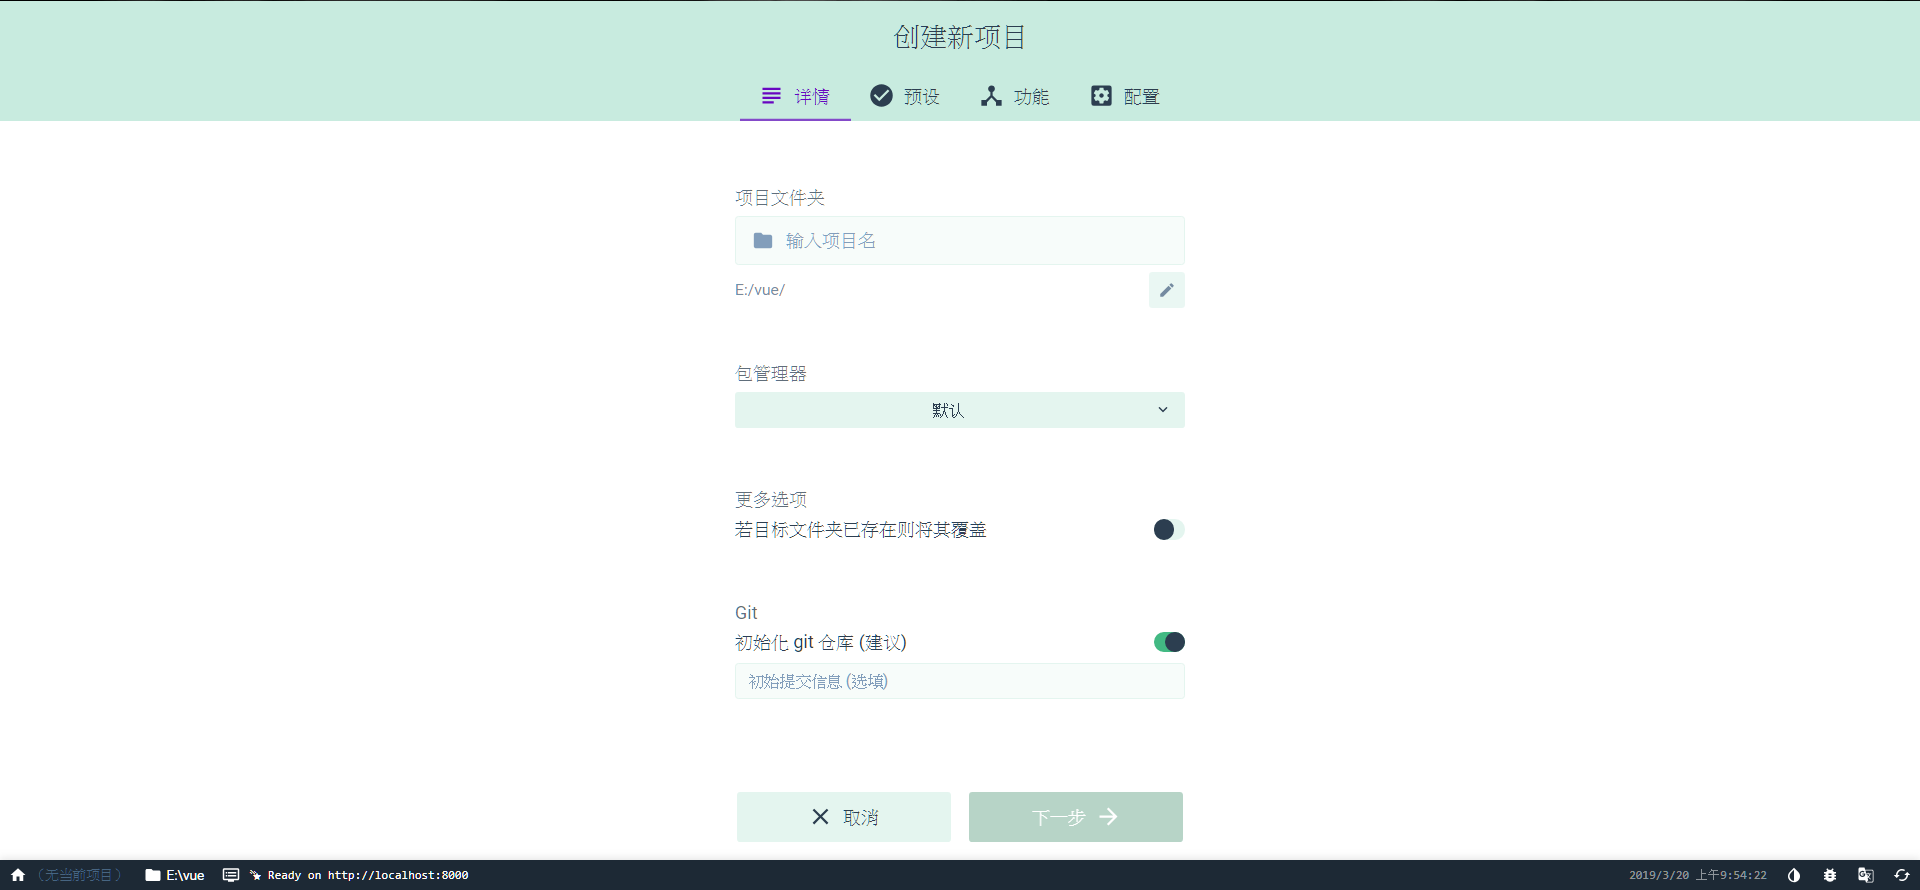 创建新项目
详情 预设 功能 配置
项目文件夹
输入项目名
E:/vue/
包管理器
默认
更多选项
若目标文件夹已存在则将其覆盖
Git
初始化 git 仓库 (建议)
初始提交信息 (选填)
取消 下一步
（无当前项目） E:\vue Ready on http://localhost:8000 2019/3/20 上午9:54:22